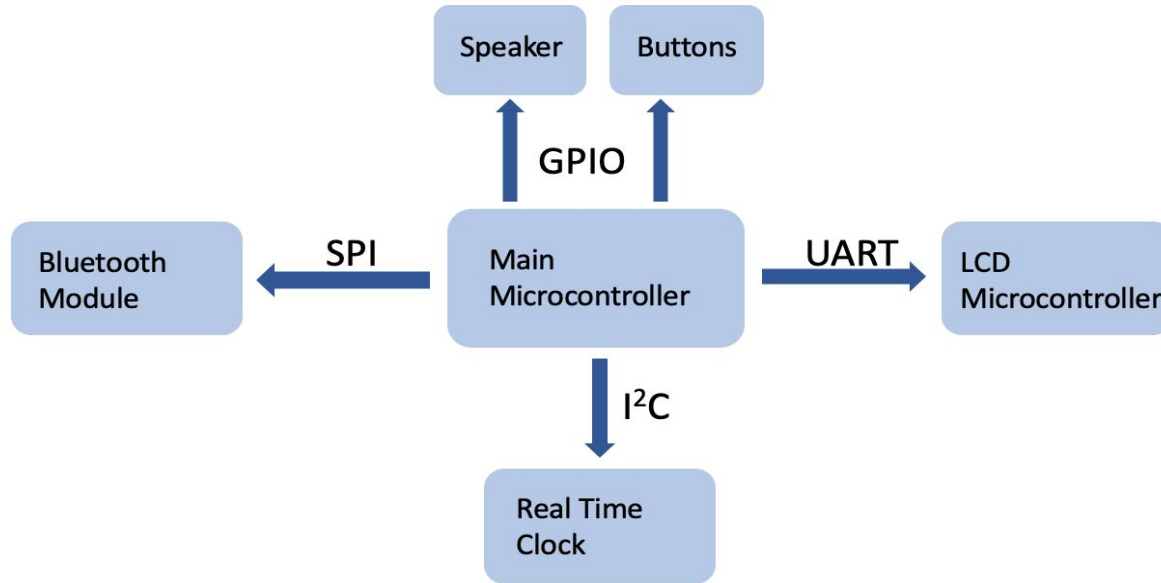 Speaker
Buttons
GPIO
Bluetooth
Module
SPI
Main
Microcontroller
UART
LCD
Microcontroller
I²C
Real Time
Clock